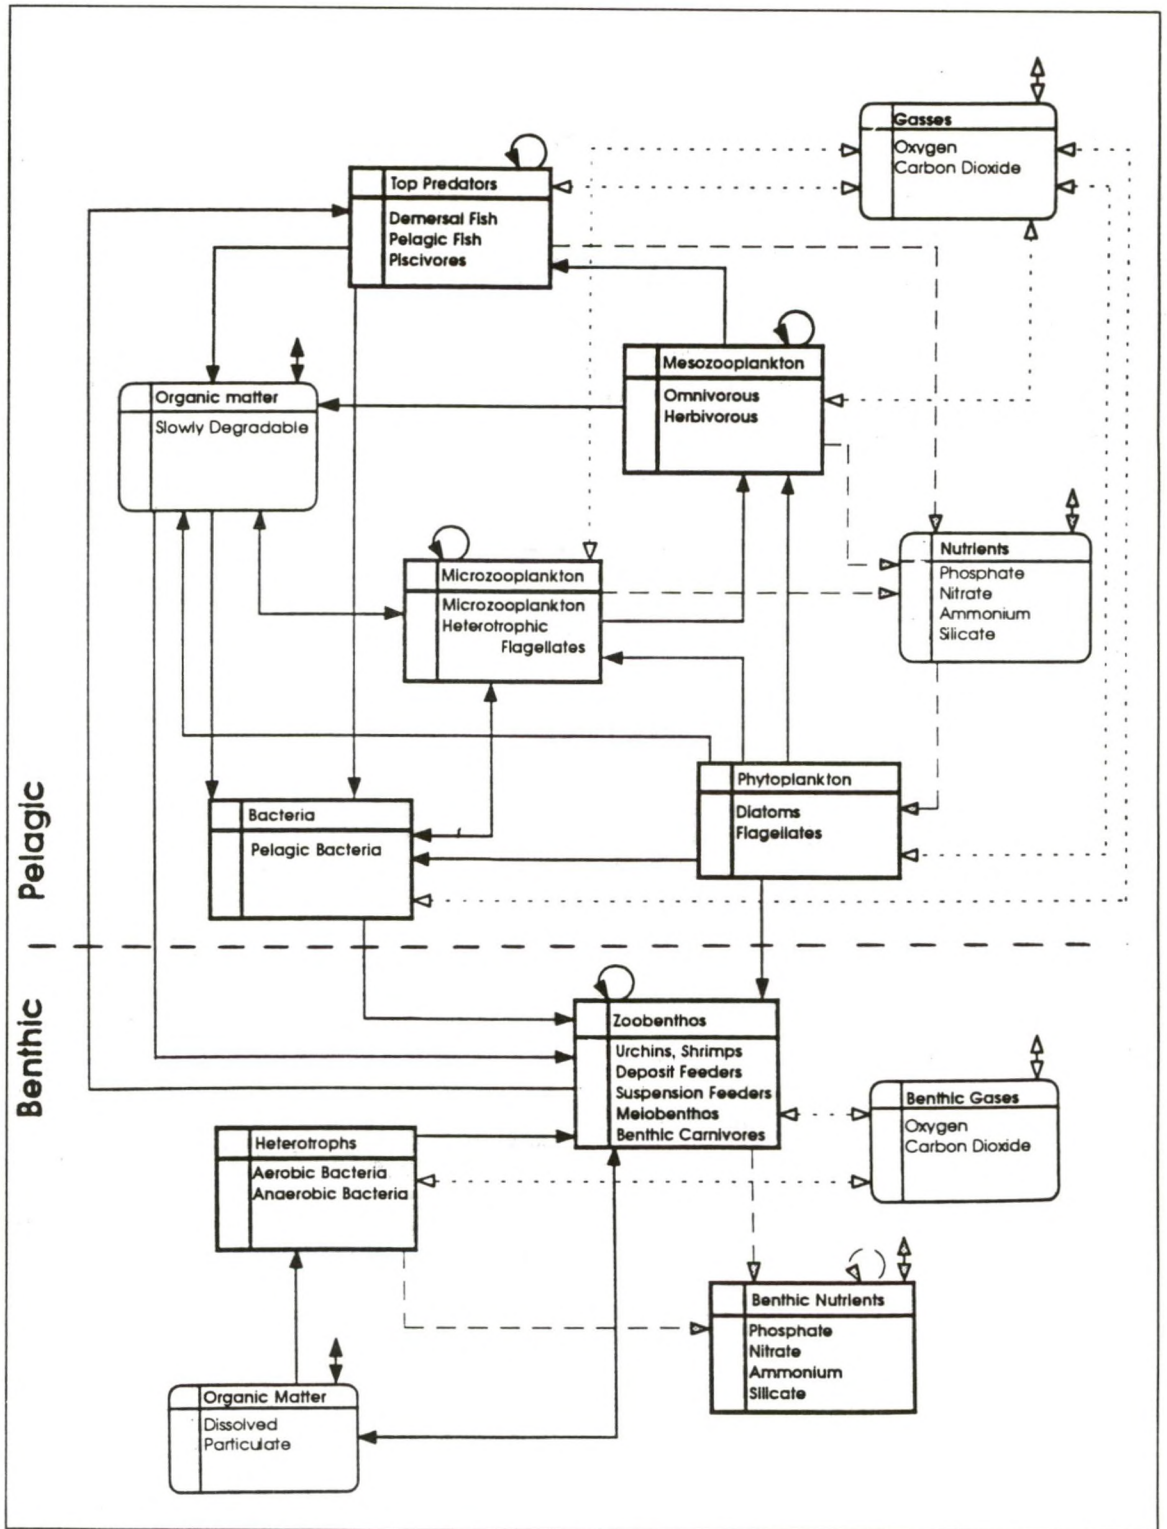 Gasses
Oxygen
Carbon Dioxide
Top Predators
Demersal Fish
Pelagic Fish
Piscivores
Mesozooplankton
Omnivorous
Herbivorous
Organic matter
Slowly Degradable
Nutrients
Phosphate
Nitrate
Ammonium
Silicate
Microzooplankton
Microzooplankton
Heterotrophic
Flagellates
Phytoplankton
Diatoms
Flagellates
Bacteria
Pelagic Bacteria
Pelagic
Benthic
Zoobenthos
Urchins, Shrimps
Deposit Feeders
Suspension Feeders
Meiobenthos
Benthic Carnivores
Benthic Gases
Oxygen
Carbon Dioxide
Heterotrophs
Aerobic Bacteria
Anaerobic Bacteria
Benthic Nutrients
Phosphate
Nitrate
Ammonium
Silicate
Organic Matter
Dissolved
Particulate